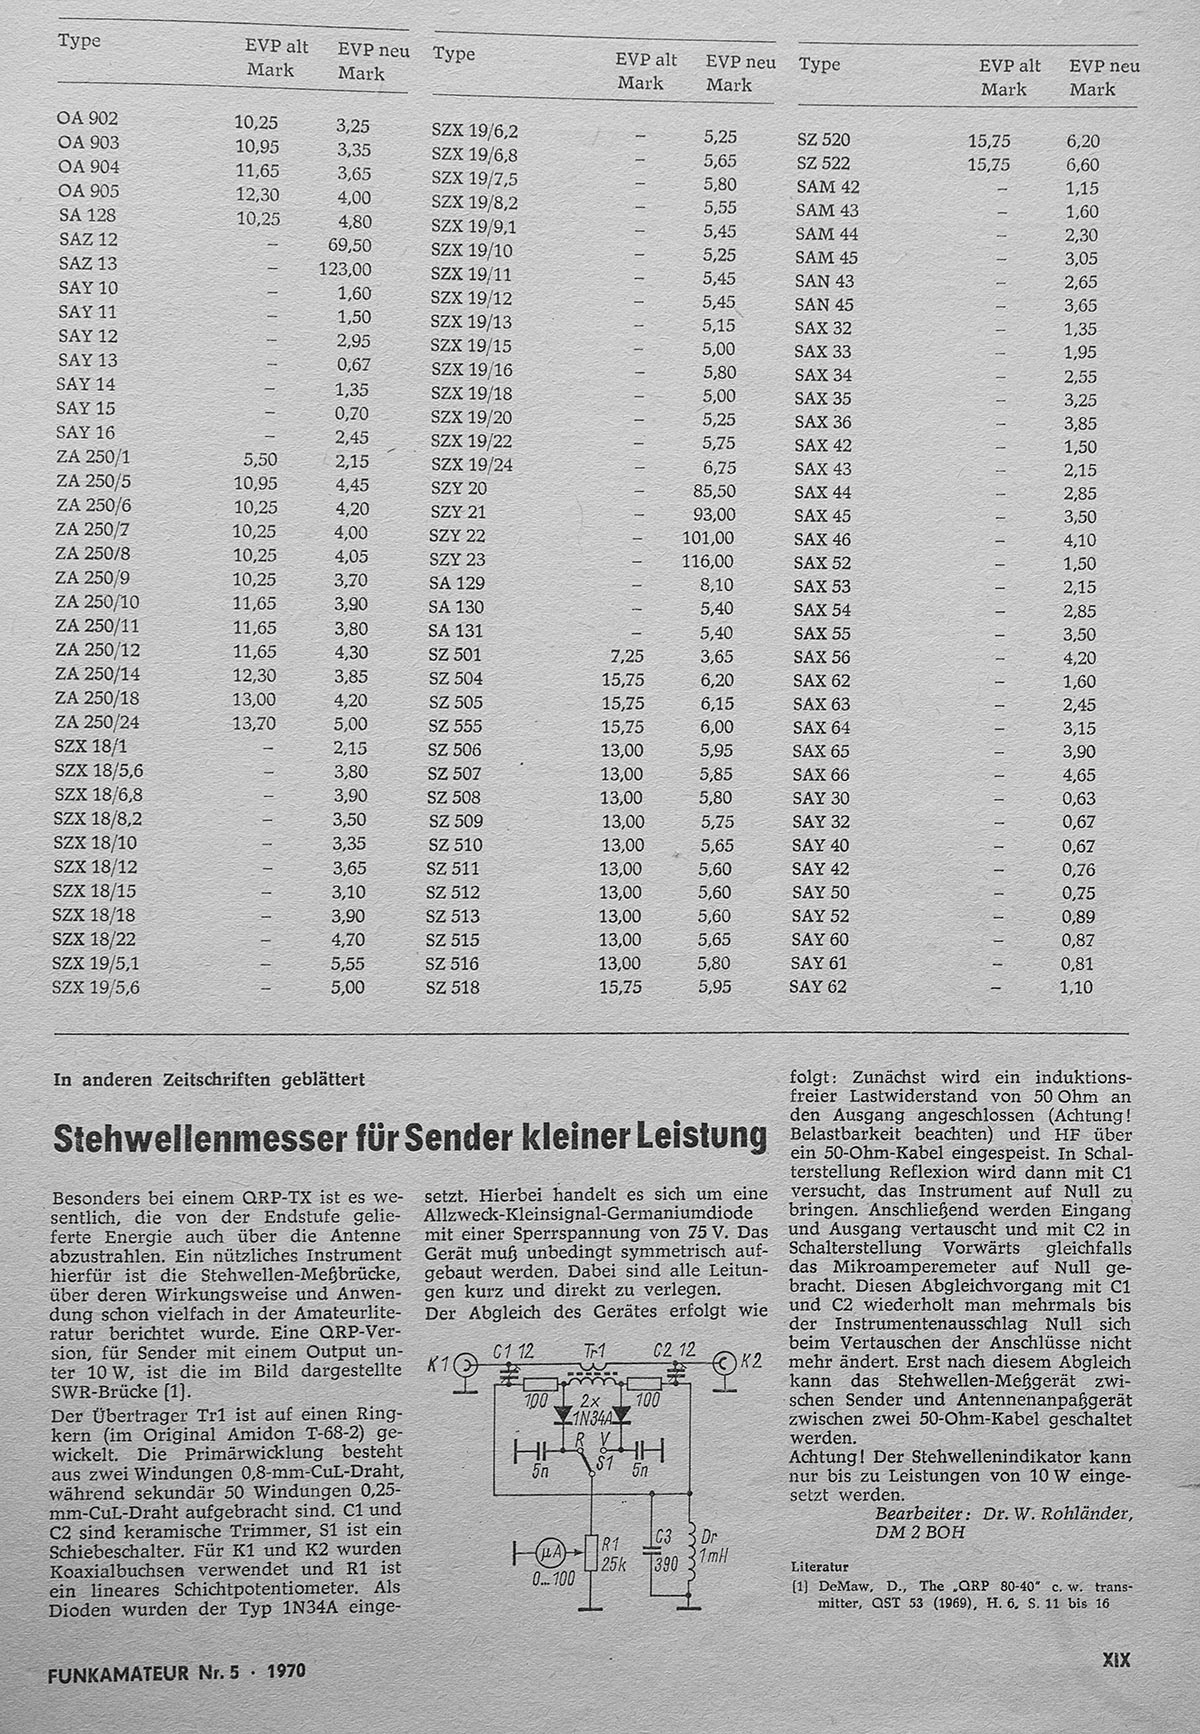 Type EVP alt EVP neu
Mark Mark
OA 902 10,25 3,25
OA 903 10,95 3,35
OA 904 11,65 3,65
OA 905 12,30 4,00
SA 128 10,25 4,80
SAZ 12 – 69,50
SAZ 13 – 123,00
SAY 10 – 1,60
SAY 11 – 1,50
SAY 12 – 2,95
SAY 13 – 0,67
SAY 14 – 1,35
SAY 15 – 0,70
SAY 16 – 2,45
ZA 250/1 5,50 2,15
ZA 250/5 10,95 4,45
ZA 250/6 10,25 4,20
ZA 250/7 10,25 4,00
ZA 250/8 10,25 4,05
ZA 250/9 10,25 3,70
ZA 250/10 11,65 3,90
ZA 250/11 11,65 3,80
ZA 250/12 11,65 4,30
ZA 250/14 12,30 3,85
ZA 250/18 13,00 4,20
ZA 250/24 13,70 5,00
SZX 18/1 – 2,15
SZX 18/5,6 – 3,80
SZX 18/6,8 – 3,90
SZX 18/8,2 – 3,50
SZX 18/10 – 3,35
SZX 18/12 – 3,65
SZX 18/15 – 3,10
SZX 18/18 – 3,90
SZX 18/22 – 4,70
SZX 19/5,1 – 5,55
SZX 19/5,6 – 5,00
Type EVP alt EVP neu
Mark Mark
SZX 19/6,2 – 5,25
SZX 19/6,8 – 5,65
SZX 19/7,5 – 5,80
SZX 19/8,2 – 5,55
SZX 19/9,1 – 5,45
SZX 19/10 – 5,25
SZX 19/11 – 5,45
SZX 19/12 – 5,45
SZX 19/13 – 5,15
SZX 19/15 – 5,00
SZX 19/16 – 5,80
SZX 19/18 – 5,00
SZX 19/20 – 5,25
SZX 19/22 – 5,75
SZX 19/24 – 6,75
SZY 20 – 85,50
SZY 21 – 93,00
SZY 22 – 101,00
SZY 23 – 116,00
SA 129 – 8,10
SA 130 – 5,40
SA 131 – 5,40
SZ 501 7,25 3,65
SZ 504 15,75 6,20
SZ 505 15,75 6,15
SZ 555 15,75 6,00
SZ 506 13,00 5,95
SZ 507 13,00 5,85
SZ 508 13,00 5,80
SZ 509 13,00 5,75
SZ 510 13,00 5,65
SZ 511 13,00 5,60
SZ 512 13,00 5,60
SZ 513 13,00 5,60
SZ 515 13,00 5,65
SZ 516 13,00 5,80
SZ 518 15,75 5,95
Type EVP alt EVP neu
Mark Mark
SZ 520 15,75 6,20
SZ 522 15,75 6,60
SAM 42 – 1,15
SAM 43 – 1,60
SAM 44 – 2,30
SAM 45 – 3,05
SAN 43 – 2,65
SAN 45 – 3,65
SAX 32 – 1,35
SAX 33 – 1,95
SAX 34 – 2,55
SAX 35 – 3,25
SAX 36 – 3,85
SAX 42 – 1,50
SAX 43 – 2,15
SAX 44 – 2,85
SAX 45 – 3,50
SAX 46 – 4,10
SAX 52 – 1,50
SAX 53 – 2,15
SAX 54 – 2,85
SAX 55 – 3,50
SAX 56 – 4,20
SAX 62 – 1,60
SAX 63 – 2,45
SAX 64 – 3,15
SAX 65 – 3,90
SAX 66 – 4,65
SAY 30 – 0,63
SAY 32 – 0,67
SAY 40 – 0,67
SAY 42 – 0,76
SAY 50 – 0,75
SAY 52 – 0,89
SAY 60 – 0,87
SAY 61 – 0,81
SAY 62 – 1,10
In anderen Zeitschriften geblättert
Stehwellenmesser für Sender kleiner Leistung
Besonders bei einem QRP-TX ist es we-
sentlich, die von der Endstufe gelie-
ferte Energie auch über die Antenne
abzustrahlen. Ein nützliches Instrument
hierfür ist die Stehwellen-Meßbrücke,
über deren Wirkungsweise und Anwen-
dung schon vielfach in der Amateurlite-
ratur berichtet wurde. Eine QRP-Ver-
sion, für Sender mit einem Output un-
ter 10 W, ist die im Bild dargestellte
SWR-Brücke [1].
Der Übertrager Tr1 ist auf einen Ring-
kern (im Original Amidon T-68-2) ge-
wickelt. Die Primärwicklung besteht
aus zwei Windungen 0,8-mm-CuL-Draht,
während sekundär 50 Windungen 0,25-
mm-CuL-Draht aufgebracht sind. C1 und
C2 sind keramische Trimmer, S1 ist ein
Schiebeschalter. Für K1 und K2 wurden
Koaxialbuchsen verwendet und R1 ist
ein lineares Schichtpotentiometer. Als
Dioden wurden der Typ 1N34A einge-
setzt. Hierbei handelt es sich um eine
Allzweck-Kleinsignal-Germaniumdiode
mit einer Sperrspannung von 75 V. Das
Gerät muß unbedingt symmetrisch auf-
gebaut werden. Dabei sind alle Leitun-
gen kurz und direkt zu verlegen.
Der Abgleich des Gerätes erfolgt wie
C1 12 Tr1 C2 12
K1 K2
100 2x 100
1N34A
R V
S1
5n 5n
µA R1 C3 Dr
25k 390 1mH
0...100
folgt: Zunächst wird ein induktions-
freier Lastwiderstand von 50 Ohm an
den Ausgang angeschlossen (Achtung!
Belastbarkeit beachten) und HF über
ein 50-Ohm-Kabel eingespeist. In Schal-
terstellung Reflexion wird dann mit C1
versucht, das Instrument auf Null zu
bringen. Anschließend werden Eingang
und Ausgang vertauscht und mit C2 in
Schalterstellung Vorwärts gleichfalls
das Mikroamperemeter auf Null ge-
bracht. Diesen Abgleichvorgang mit C1
und C2 wiederholt man mehrmals bis
der Instrumentenausschlag Null sich
beim Vertauschen der Anschlüsse nicht
mehr ändert. Erst nach diesem Abgleich
kann das Stehwellen-Meßgerät zwi-
schen Sender und Antennenanpaßgerät
zwischen zwei 50-Ohm-Kabel geschaltet
werden.
Achtung! Der Stehwellenindikator kann
nur bis zu Leistungen von 10 W einge-
setzt werden.
Bearbeiter: Dr. W. Rohländer,
DM 2 BOH
Literatur
[1] DeMaw, D., The „QRP 80-40“ c. w. trans-
mitter, QST 53 (1969), H. 6, S. 11 bis 16
FUNKAMATEUR Nr. 5 · 1970
XIX